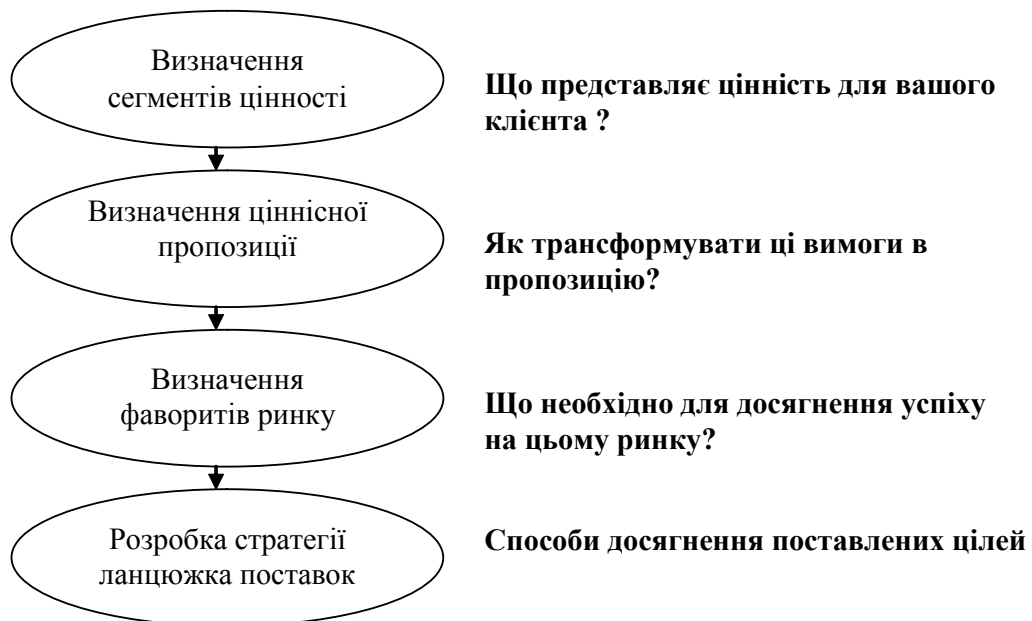 Визначення
сегментів цінності
Що представляє цінність для вашого
клієнта ?
Визначення ціннісної
пропозиції
Як трансформувати ці вимоги в
пропозицію?
Визначення
фаворитів ринку
Що необхідно для досягнення успіху
на цьому ринку?
Розробка стратегії
ланцюжка поставок
Способи досягнення поставлених цілей